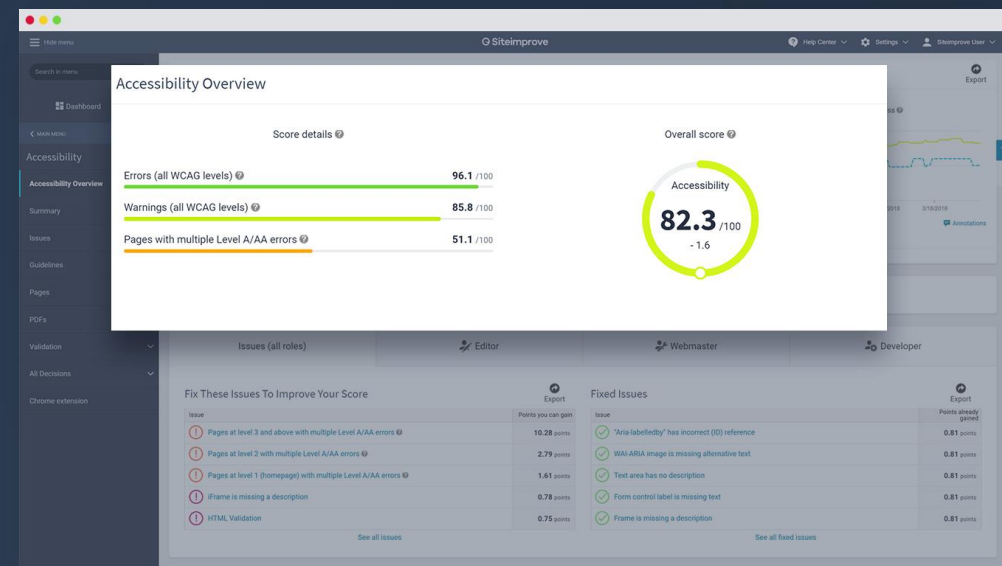 Hide menu
Siteimprove
Help Center
Settings
Siteimprove User
Search in menu
Export
Accessibility Overview
Dashboard
MAIN MENU
Score details
Overall score
Accessibility
Errors (all WCAG levels) 96.1 /100
Accessibility
Accessibility Overview
Warnings (all WCAG levels) 85.8 /100
82.3 /100
Summary
3/18/2018
Issues
Pages with multiple Level A/AA errors 51.1 /100
- 1.6
Annotations
Guidelines
Pages
PDFs
Validation
Issues (all roles)
Editor
Webmaster
Developer
All Decisions
Chrome extension
Fix These Issues To Improve Your Score
Export
Issue Points you can gain
Pages at level 3 and above with multiple Level A/AA errors 10.28 points
Pages at level 2 with multiple Level A/AA errors 2.79 points
Pages at level 1 (homepage) with multiple Level A/AA errors 1.61 points
iFrame is missing a description 0.78 points
HTML Validation 0.75 points
See all issues
Fixed Issues
Export
Issue Points already gained
"Aria-labelledby" has incorrect (ID) reference 0.81 points
WAI-ARIA image is missing alternative text 0.81 points
Text area has no description 0.81 points
Form control label is missing text 0.81 points
Frame is missing a description 0.81 points
See all fixed issues